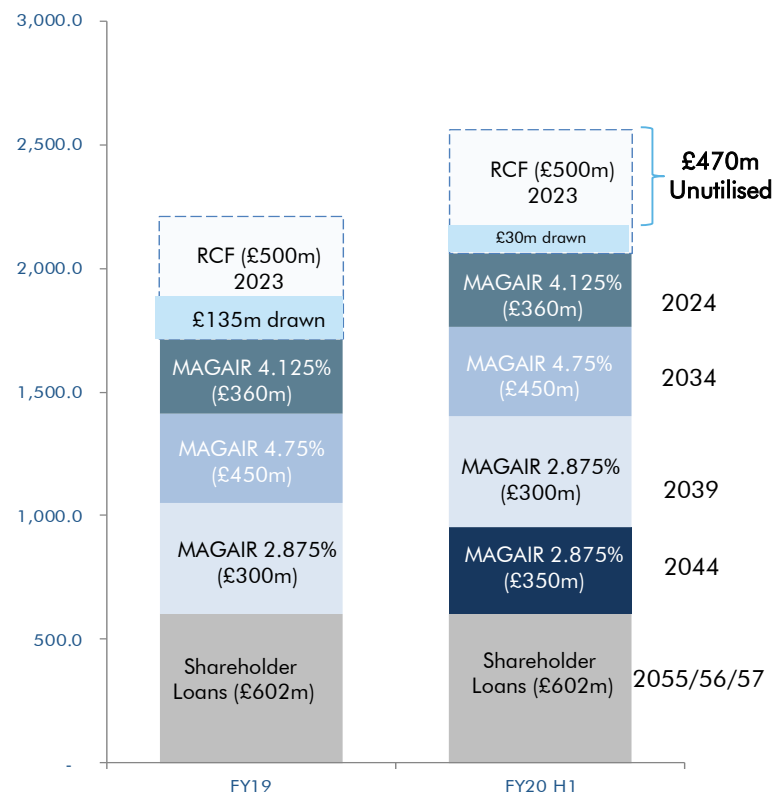 3,000.0
2,500.0
2,000.0
1,500.0
1,000.0
500.0
-
RCF (£500m)
2023
£135m drawn
MAGAIR 4.125%
(£360m)
MAGAIR 4.75%
(£450m)
MAGAIR 2.875%
(£300m)
Shareholder
Loans (£602m)
FY19
RCF (£500m)
2023
£30m drawn
MAGAIR 4.125%
(£360m)
MAGAIR 4.75%
(£450m)
MAGAIR 2.875%
(£300m)
MAGAIR 2.875%
(£350m)
Shareholder
Loans (£602m)
FY20 H1
£470m
Unutilised
2024
2034
2039
2044
2055/56/57